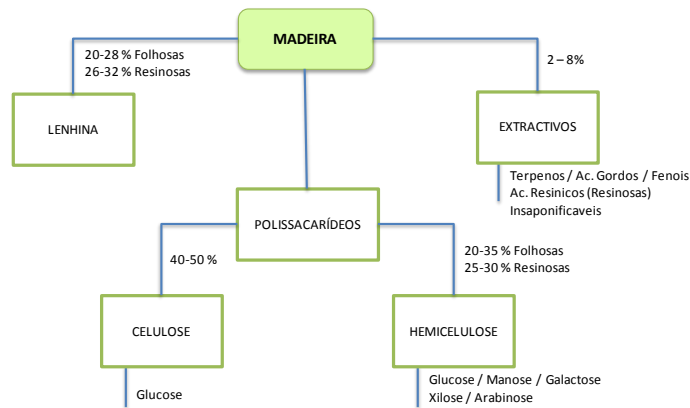 MADEIRA
20-28 % Folhosas
26-32 % Resinosas
2 – 8%
LENHINA
EXTRACTIVOS
Terpenos / Ac. Gordos / Fenois
Ac. Resinicos (Resinosas)
Insaponificaveis
POLISSACARÍDEOS
40-50 %
20-35 % Folhosas
25-30 % Resinosas
CELULOSE
HEMICELULOSE
Glucose
Glucose / Manose / Galactose
Xilose / Arabinose